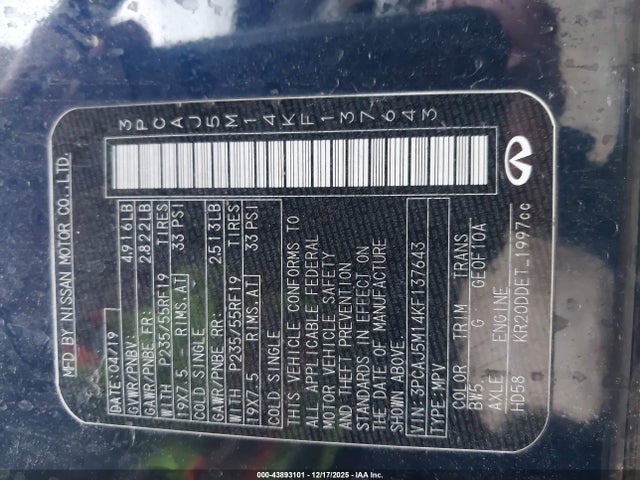 3PCAJ5M14KF137643
MFD BY NISSAN MOTOR CO.,LTD.
DATE:04/19
GVWR/PNBV: 4916LB
GAWR/PNBE FR: 2822LB
WITH P235/55RF19 TIRES
19X7.5 - RIMS.AT 33 PSI
COLD SINGLE
GAWR/PNBE RR: 2513LB
WITH P235/55RF19 TIRES
19X7.5 - RIMS.AT 33 PSI
COLD SINGLE
THIS VEHICLE CONFORMS TO
ALL APPLICABLE FEDERAL
MOTOR VEHICLE SAFETY
AND THEFT PREVENTION
STANDARDS IN EFFECT ON
THE DATE OF MANUFACTURE
SHOWN ABOVE.
VIN:3PCAJ5M14KF137643
TYPE:MPV
COLOR TRIM TRANS
BW5 G GE0F10A
AXLE ENGINE
HD58 KR20DDET-1997cc
000-43893101 - 12/17/2025 - IAA Inc.